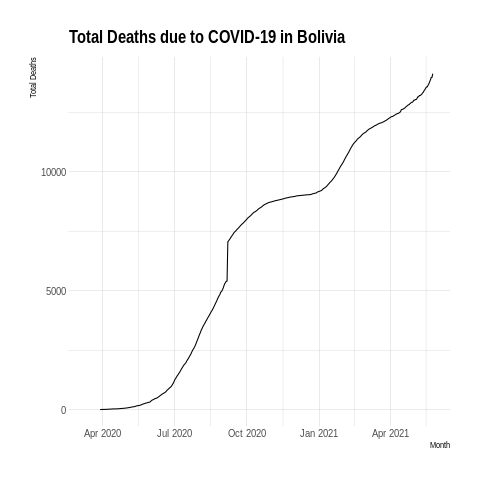 Total Deaths due to COVID-19 in Bolivia
Total Deaths
10000
5000
0
Apr 2020 Jul 2020 Oct 2020 Jan 2021 Apr 2021
Month